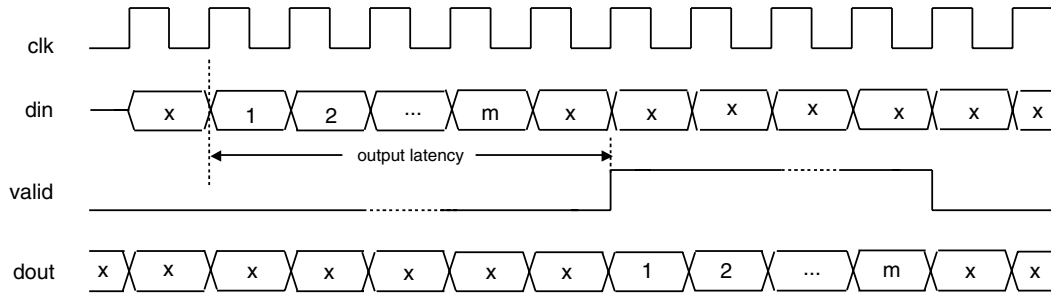 clk
din x 1 2 ... m x x x x x x x
output latency
valid
dout x x x x x x x 1 2 ... m x x